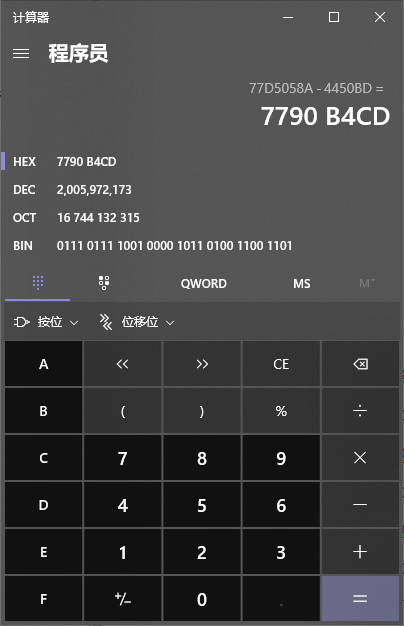 计算器
程序员
77D5058A - 4450BD =
7790 B4CD
HEX 7790 B4CD
DEC 2,005,972,173
OCT 16 744 132 315
BIN 0111 0111 1001 0000 1011 0100 1100 1101
QWORD MS M˅
按位 位移位
A << >> CE
B ( ) % ÷
C 7 8 9 ×
D 4 5 6 −
E 1 2 3 +
F +/− 0 . =